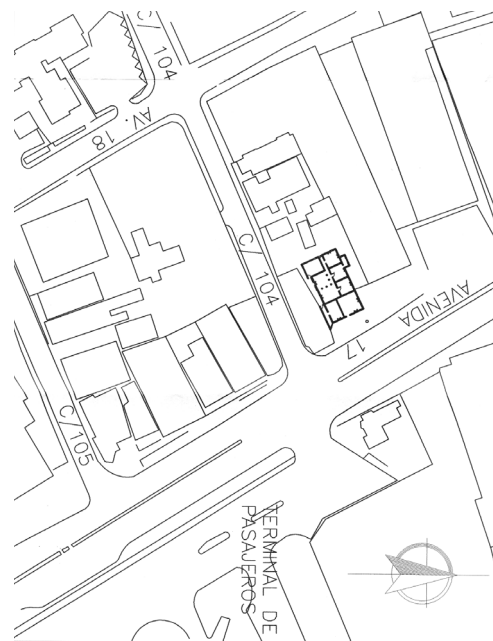 C/ 104
AV. 18
C/ 104
AVENIDA 17
C/105
TERMINAL DE
PASAJEROS